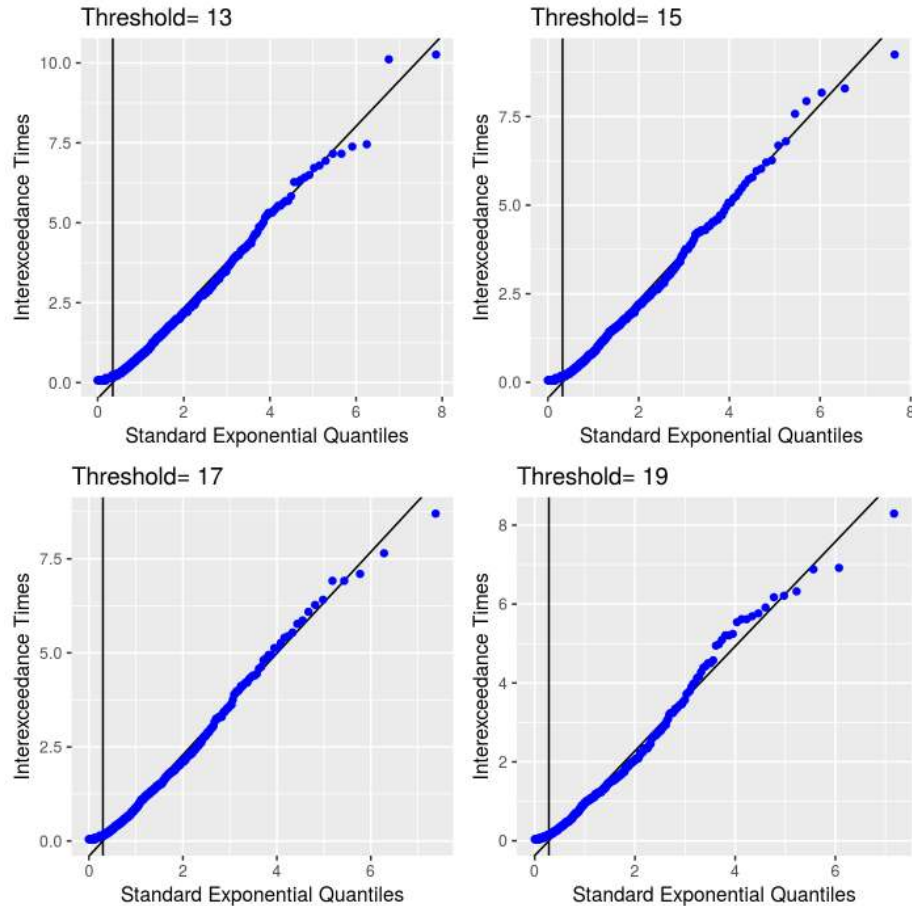 Threshold= 13
Interexceedance Times
10.0
7.5
5.0
2.5
0.0
0 2 4 6 8
Standard Exponential Quantiles
Threshold= 15
Interexceedance Times
7.5
5.0
2.5
0.0
0 2 4 6 8
Standard Exponential Quantiles
Threshold= 17
Interexceedance Times
7.5
5.0
2.5
0.0
0 2 4 6
Standard Exponential Quantiles
Threshold= 19
Interexceedance Times
8
6
4
2
0
0 2 4 6
Standard Exponential Quantiles